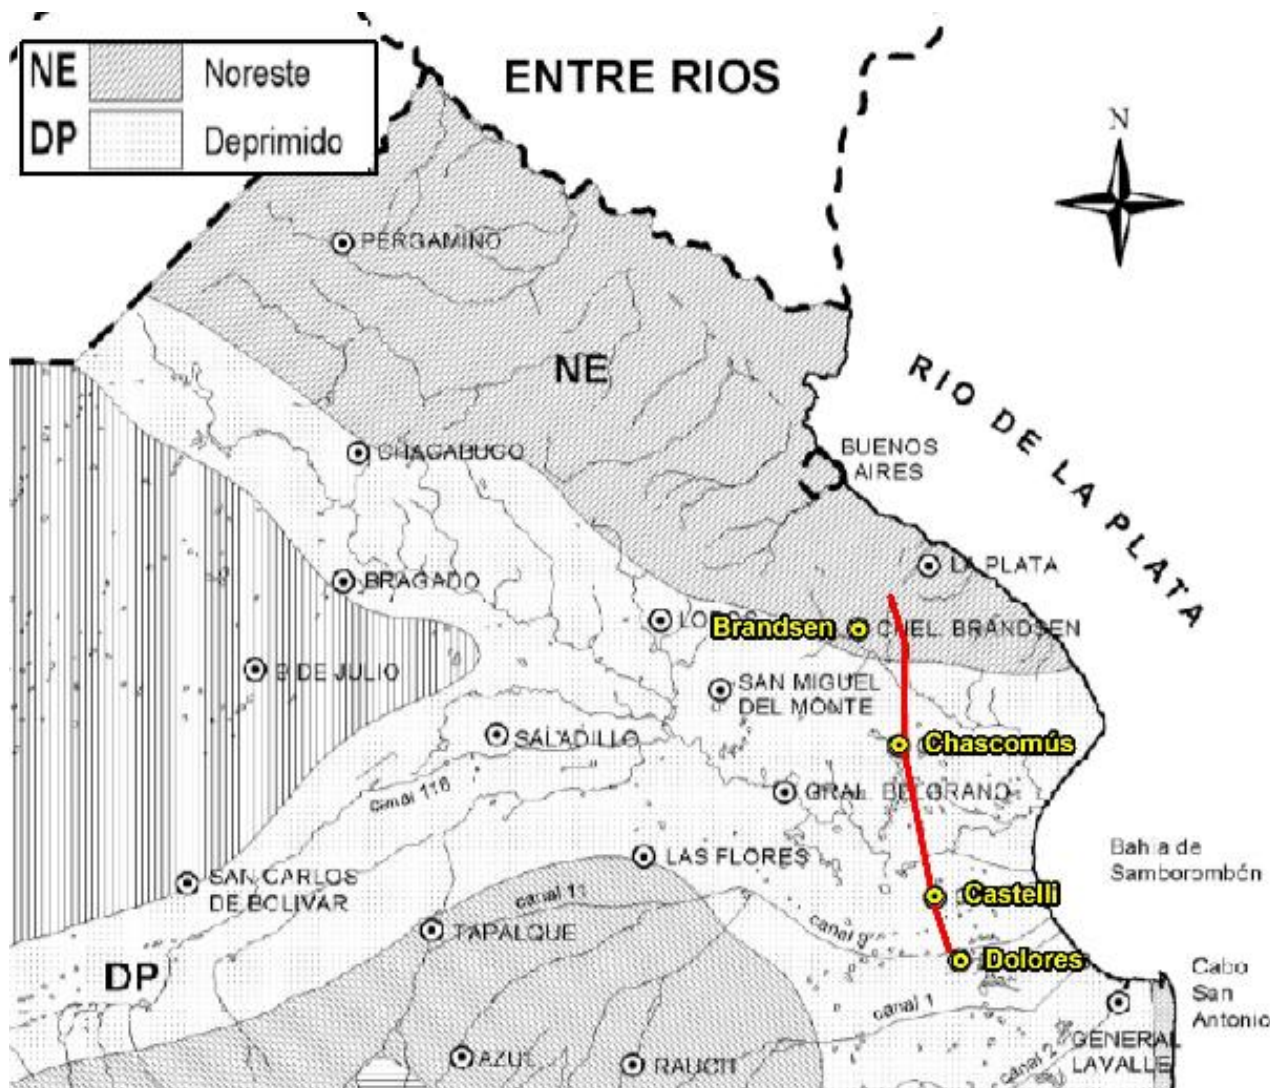 NE Noreste
DP Deprimido
ENTRE RIOS
N
PERGAMINO
NE
RIO DE LA PLATA
CHACABUCO
BUENOS
AIRES
LA PLATA
BRAGADO
Brandsen
CNEL. BRANDSEN
9 DE JULIO
SAN MIGUEL
DEL MONTE
SALADILLO
Chascomús
canal 116
GRAL. BELGRANO
LAS FLORES
Bahia de
Samborombón
SAN CARLOS
DE BOLIVAR
canal 11
Castelli
TAPALQUE
canal 9
Dolores
DP
Cabo
San
Antonio
canal 1
GENERAL
LAVALLE
canal 2
AZUL
RAUCH